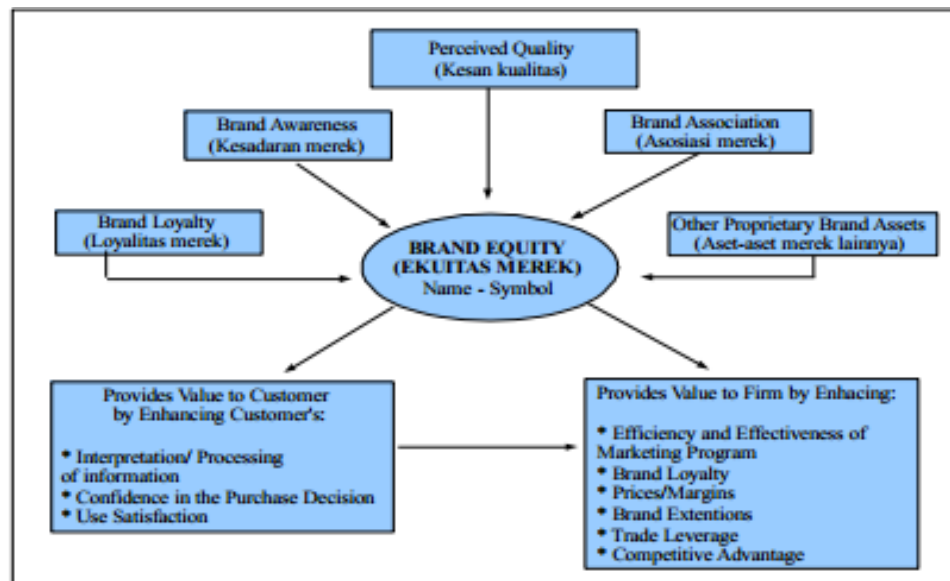 Perceived Quality
(Kesan kualitas)
Brand Awareness
(Kesadaran merek)
Brand Association
(Asosiasi merek)
Brand Loyalty
(Loyalitas merek)
Other Proprietary Brand Assets
(Aset-aset merek lainnya)
BRAND EQUITY
(EKUITAS MEREK)
Name - Symbol
Provides Value to Customer
by Enhancing Customer's:
* Interpretation/ Processing
of information
* Confidence in the Purchase Decision
* Use Satisfaction
Provides Value to Firm by Enhacing:
* Efficiency and Effectiveness of
Marketing Program
* Brand Loyalty
* Prices/Margins
* Brand Extentions
* Trade Leverage
* Competitive Advantage